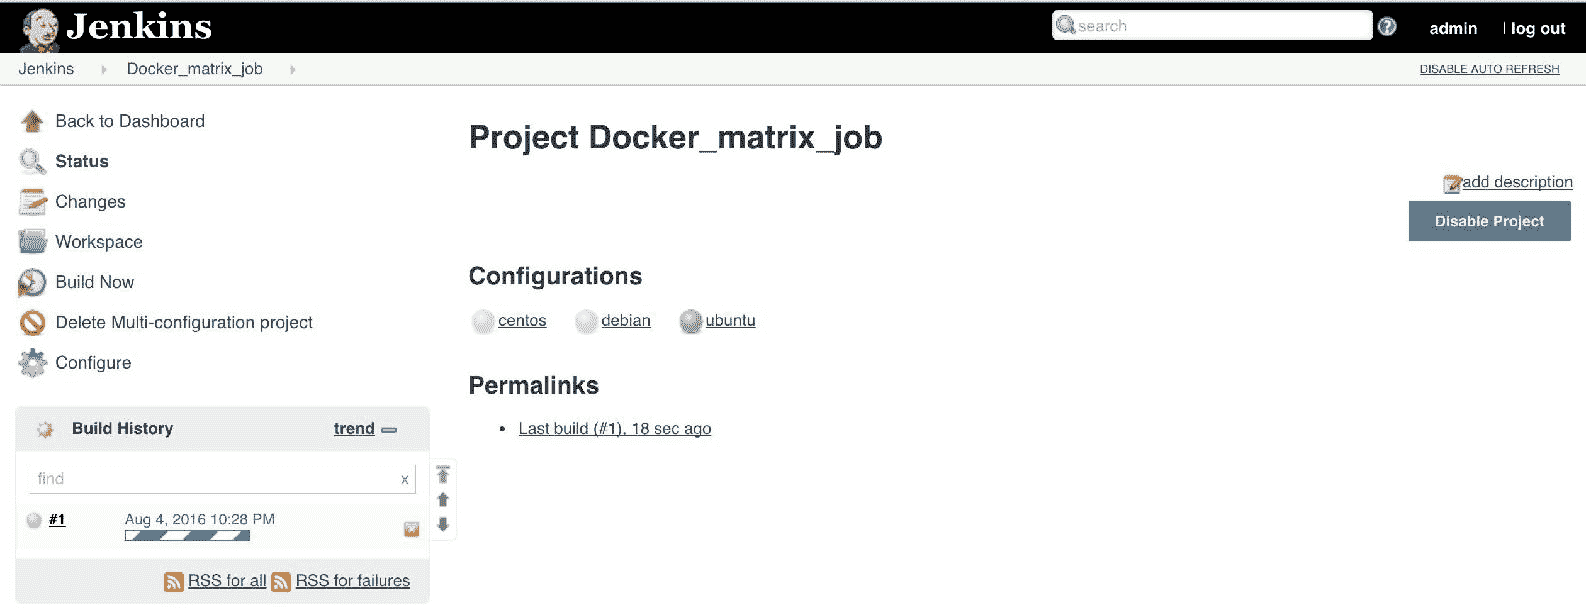 Jenkins
search
admin
log out
Jenkins
Docker_matrix_job
DISABLE AUTO REFRESH
Back to Dashboard
Status
Changes
Workspace
Build Now
Delete Multi-configuration project
Configure
Build History
trend
find
x
#1
Aug 4, 2016 10:28 PM
RSS for all
RSS for failures
Project Docker_matrix_job
add description
Disable Project
Configurations
centos
debian
ubuntu
Permalinks
• Last build (#1), 18 sec ago